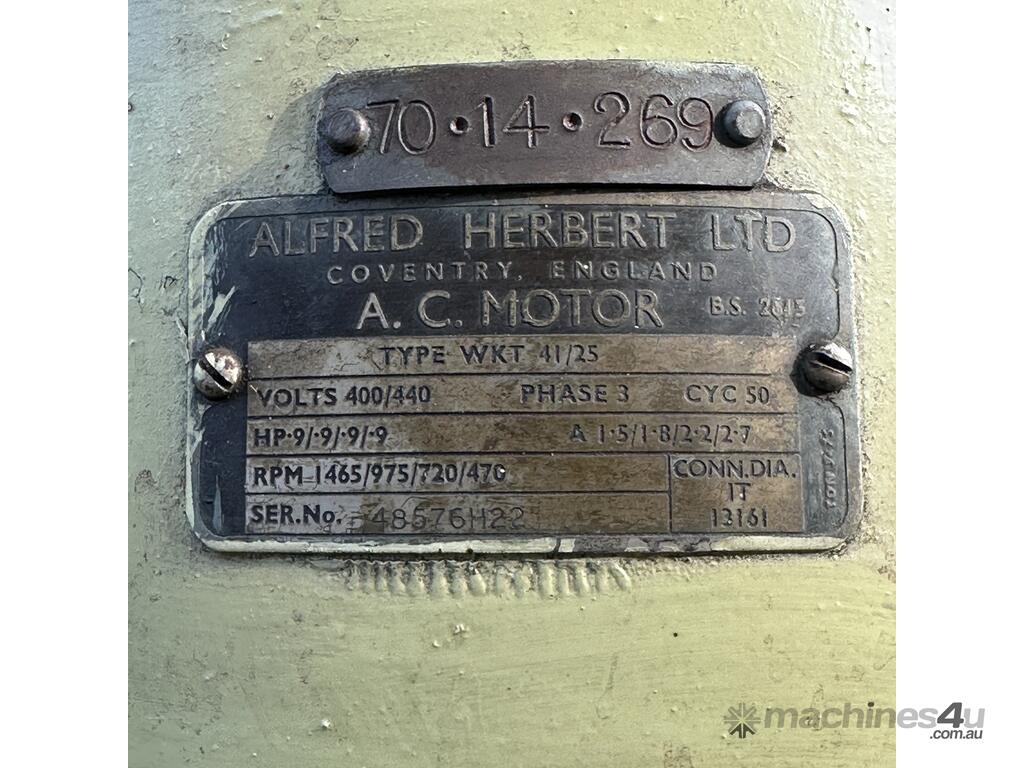 70·14·269
ALFRED HERBERT LTD
COVENTRY, ENGLAND
A. C. MOTOR B.S. 2615
TYPE WKT 41/25
VOLTS 400/440 PHASE 3 CYC 50
HP·9/·9/·9/·9 A 1·5/1·8/2·2/2·7
RPM 1465/975/720/470
CONN.DIA.
IT
13161
SER.No. 48576H22
machines4u
.com.au